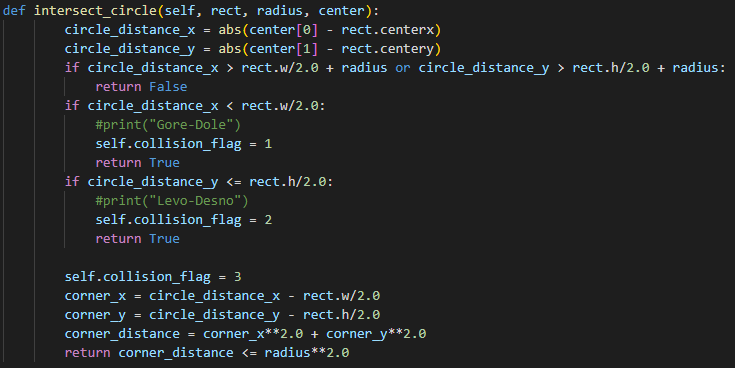 def intersect_circle(self, rect, radius, center):
        circle_distance_x = abs(center[0] - rect.centerx)
        circle_distance_y = abs(center[1] - rect.centery)
        if circle_distance_x > rect.w/2.0 + radius or circle_distance_y > rect.h/2.0 + radius:
            return False
        if circle_distance_x < rect.w/2.0:
            #print("Gore-Dole")
            self.collision_flag = 1
            return True
        if circle_distance_y <= rect.h/2.0:
            #print("Levo-Desno")
            self.collision_flag = 2
            return True

        self.collision_flag = 3
        corner_x = circle_distance_x - rect.w/2.0
        corner_y = circle_distance_y - rect.h/2.0
        corner_distance = corner_x**2.0 + corner_y**2.0
        return corner_distance <= radius**2.0